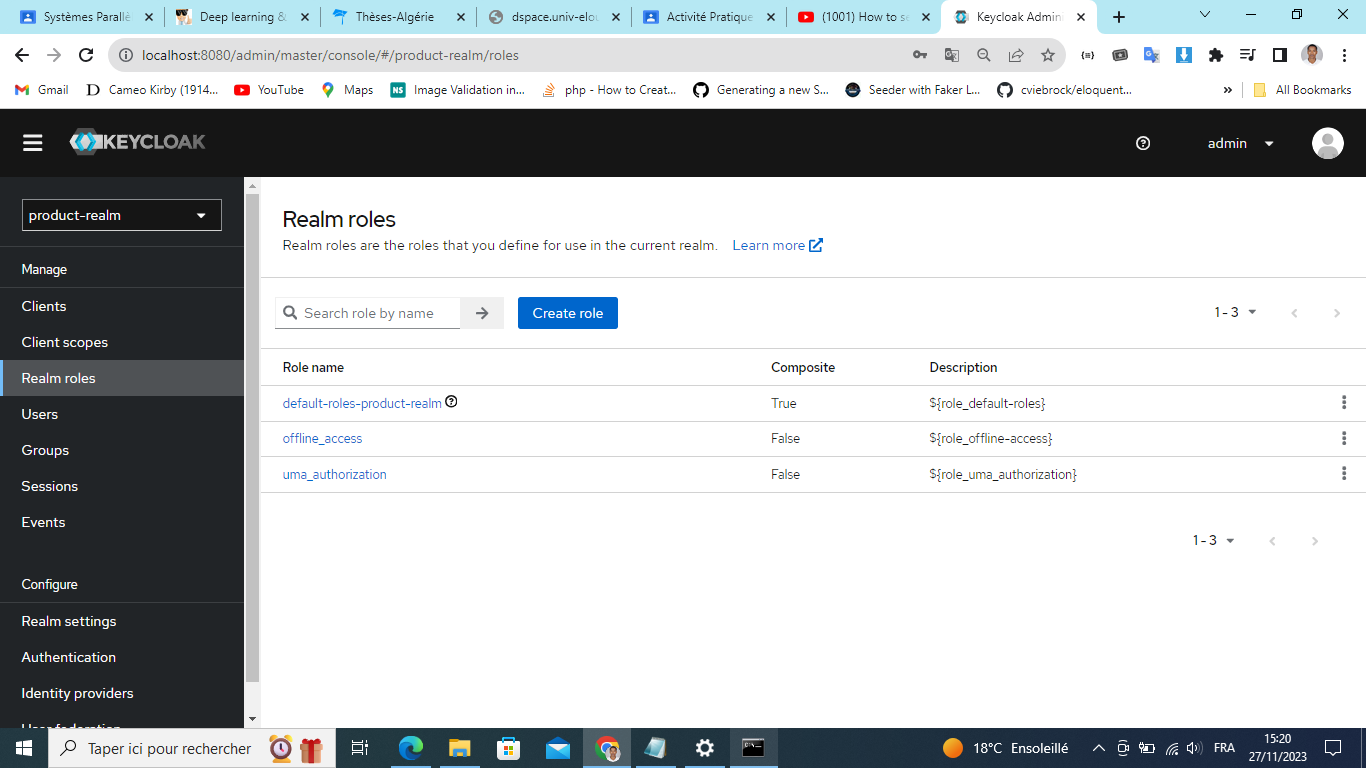 Systèmes Parallè
Deep learning &
Thèses-Algérie
dspace.univ-elou
Activité Pratique
(1001) How to se
Keycloak Admin
localhost:8080/admin/master/console/#/product-realm/roles
Gmail
Cameo Kirby (1914...
YouTube
Maps
NS
Image Validation in...
php - How to Creat...
Generating a new S...
Seeder with Faker L...
cviebrock/eloquent...
»
All Bookmarks
KEYCLOAK
admin
product-realm
Manage
Clients
Client scopes
Realm roles
Users
Groups
Sessions
Events
Configure
Realm settings
Authentication
Identity providers
User federation
Realm roles
Realm roles are the roles that you define for use in the current realm. Learn more
Search role by name
Create role
1 - 3
Role name Composite Description
default-roles-product-realm True ${role_default-roles}
offline_access False ${role_offline-access}
uma_authorization False ${role_uma_authorization}
1 - 3
Taper ici pour rechercher
18°C Ensoleillé
FRA
15:20
27/11/2023